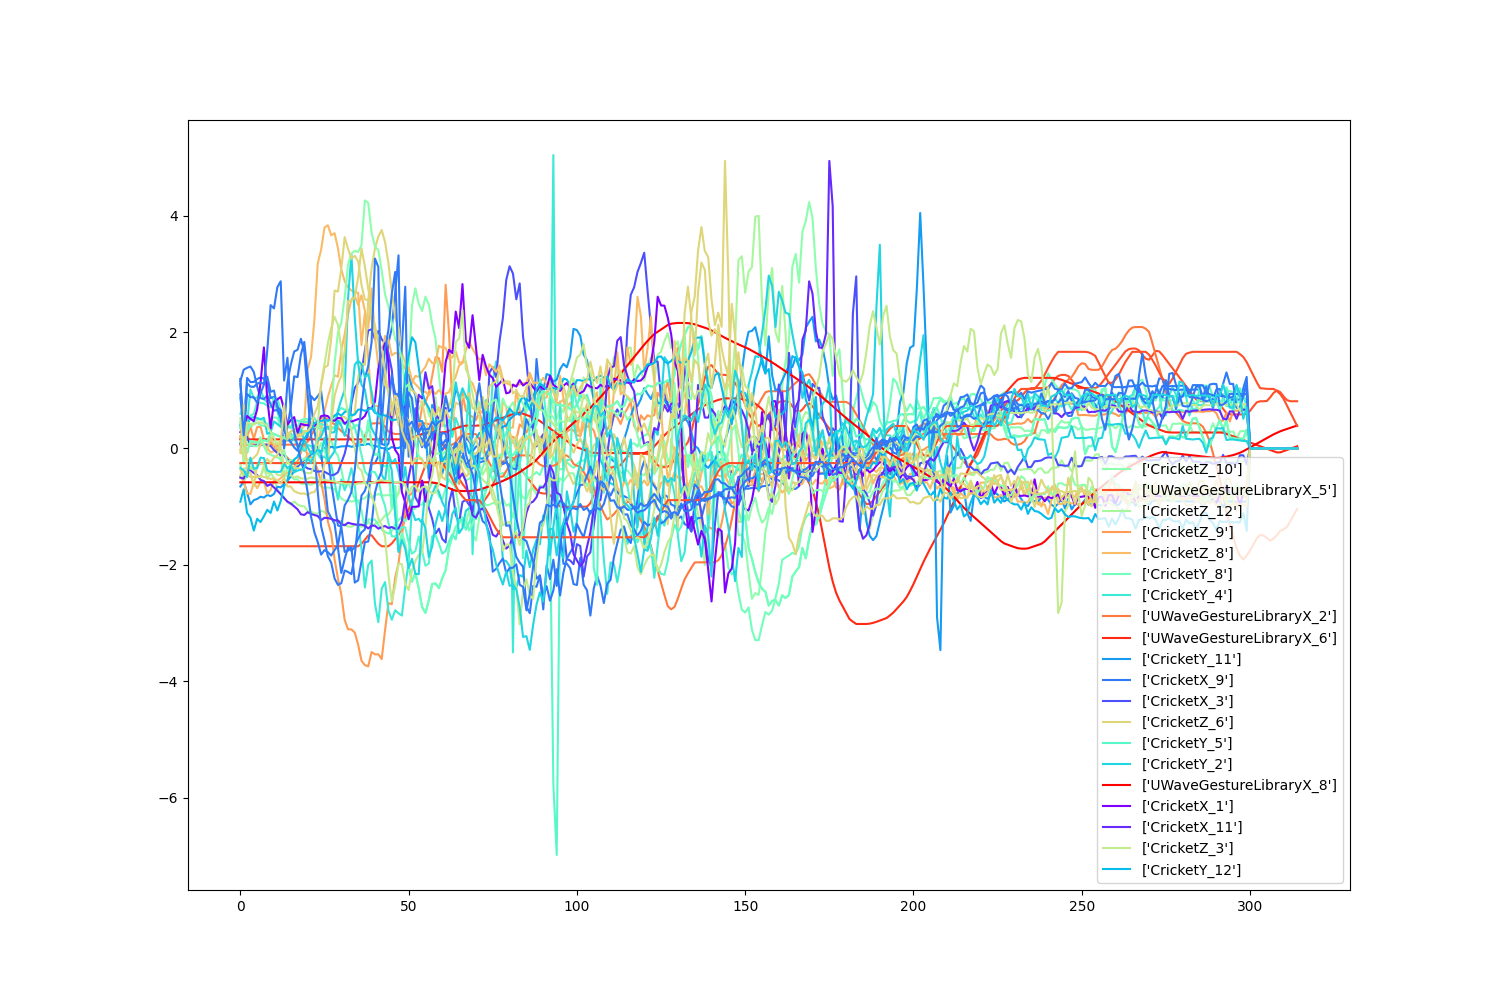 4
2
0
−2
−4
−6
0 50 100 150 200 250 300
['CricketZ_10']
['UWaveGestureLibraryX_5']
['CricketZ_12']
['CricketZ_9']
['CricketZ_8']
['CricketY_8']
['CricketY_4']
['UWaveGestureLibraryX_2']
['UWaveGestureLibraryX_6']
['CricketY_11']
['CricketX_9']
['CricketX_3']
['CricketZ_6']
['CricketY_5']
['CricketY_2']
['UWaveGestureLibraryX_8']
['CricketX_1']
['CricketX_11']
['CricketZ_3']
['CricketY_12']